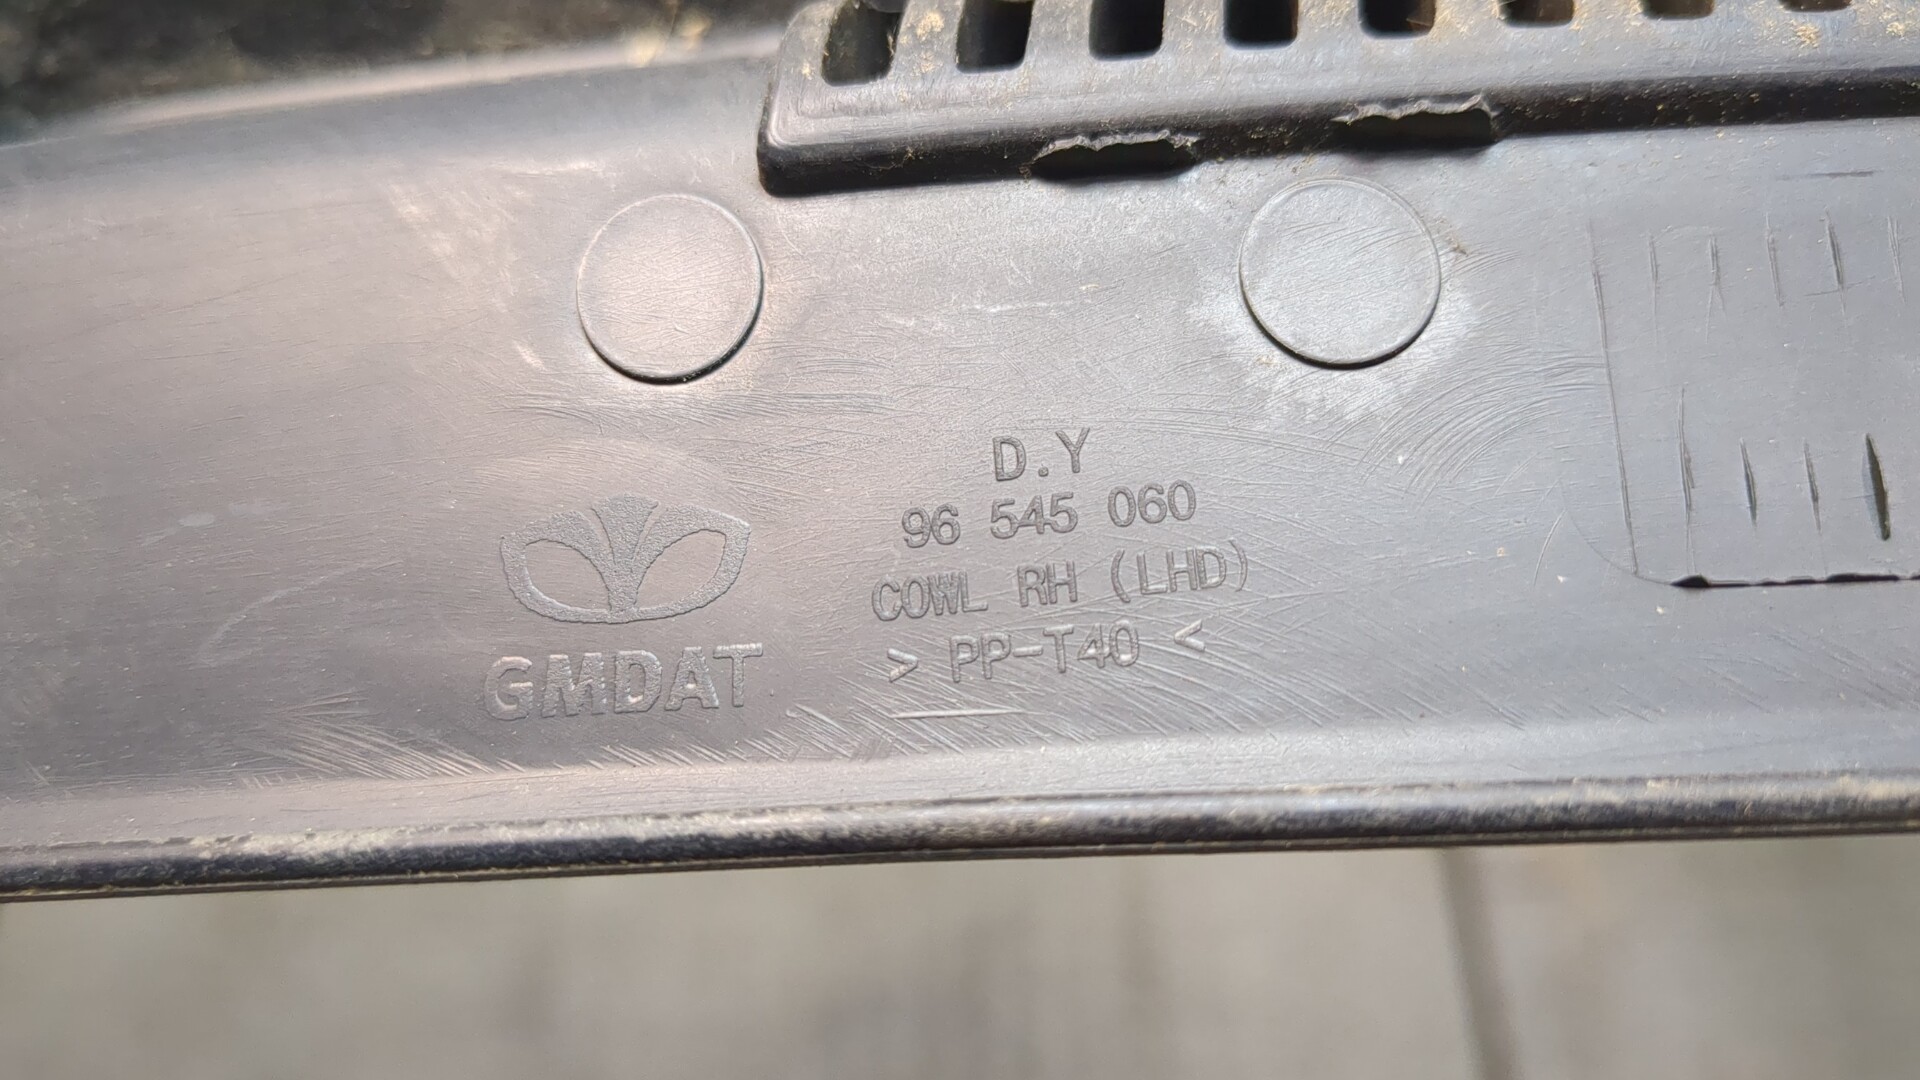 D.Y
96 545 060
COWL RH (LHD)
> PP-T40 <
GMDAT